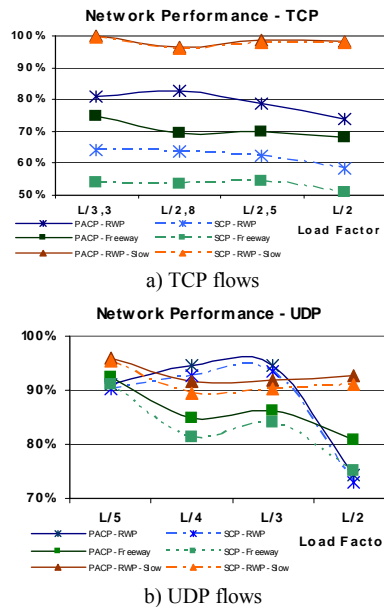 Network Performance - TCP
100%
90%
80%
70%
60%
50%
L/3,3 L/2,8 L/2,5 L/2
Load Factor
PACP - RWP SCP - RWP
PACP - Freeway SCP - Freeway
PACP - RWP - Slow SCP - RWP - Slow
a) TCP flows
Network Performance - UDP
100%
90%
80%
70%
L/5 L/4 L/3 L/2
PACP - RWP SCP - RWP
Load Factor
PACP - Freeway SCP - Freeway
PACP - RWP - Slow SCP - RWP - Slow
b) UDP flows